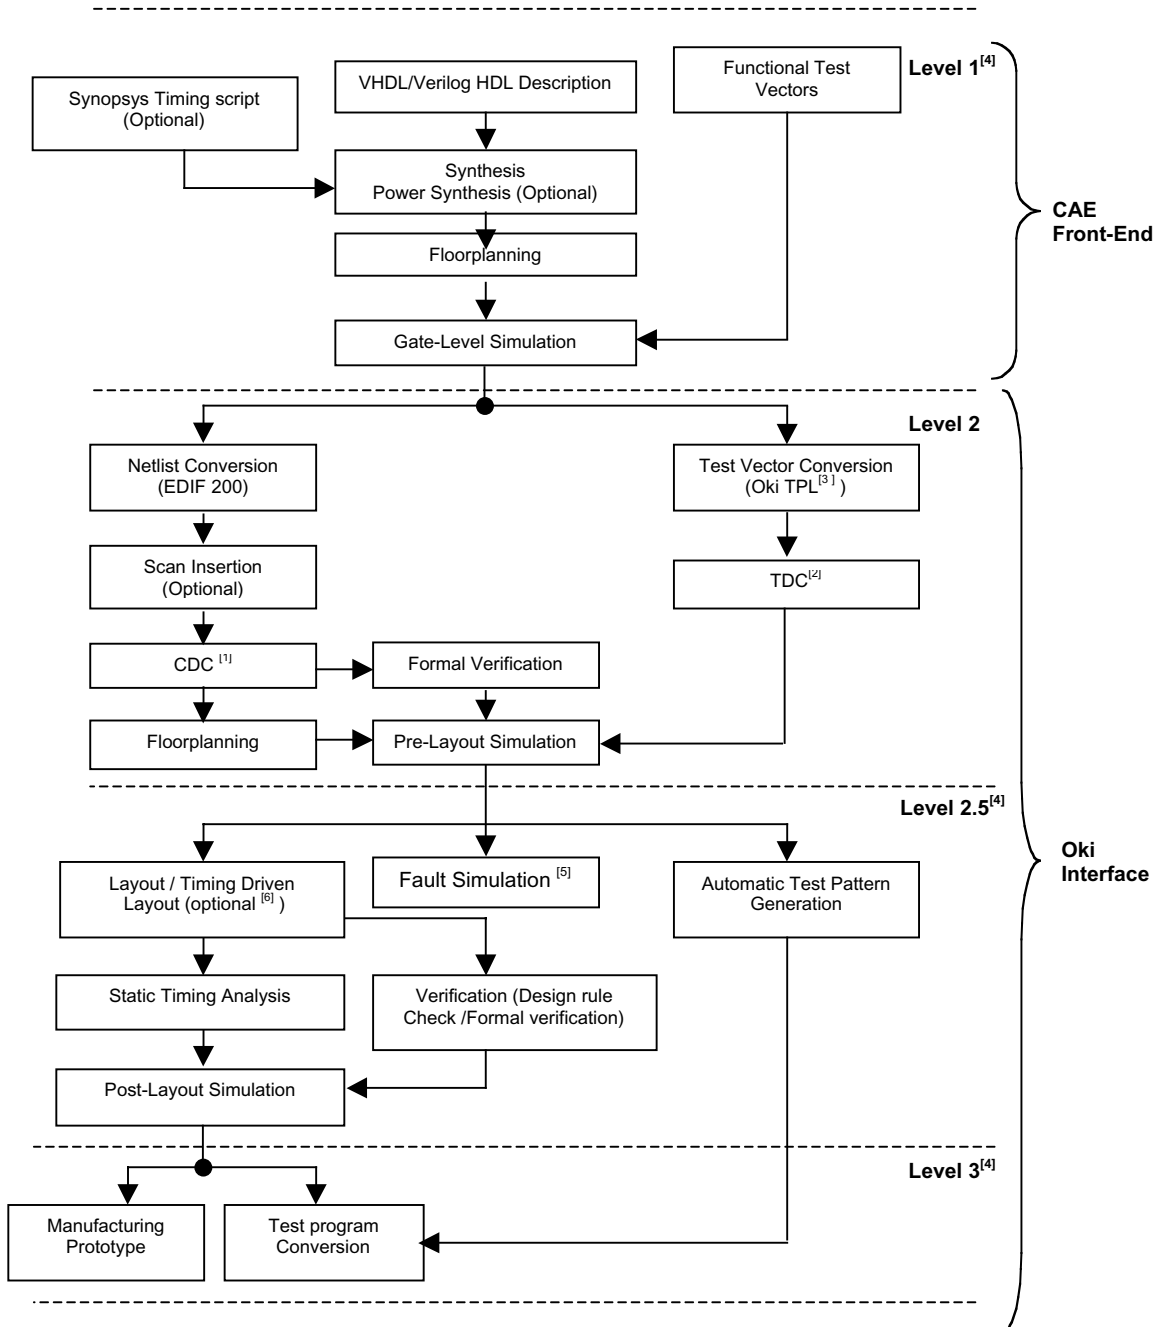 Level 1[4]
Functional Test
Vectors
VHDL/Verilog HDL Description
Synopsys Timing script
(Optional)
Synthesis
Power Synthesis (Optional)
CAE
Front-End
Floorplanning
Gate-Level Simulation
Level 2
Netlist Conversion
(EDIF 200)
Test Vector Conversion
(Oki TPL[3 ] )
Scan Insertion
(Optional)
TDC[2]
CDC [1]
Formal Verification
Floorplanning
Pre-Layout Simulation
Level 2.5[4]
Oki
Interface
Layout / Timing Driven
Layout (optional [6] )
Fault Simulation [5]
Automatic Test Pattern
Generation
Static Timing Analysis
Verification (Design rule
Check /Formal verification)
Post-Layout Simulation
Level 3[4]
Manufacturing
Prototype
Test program
Conversion